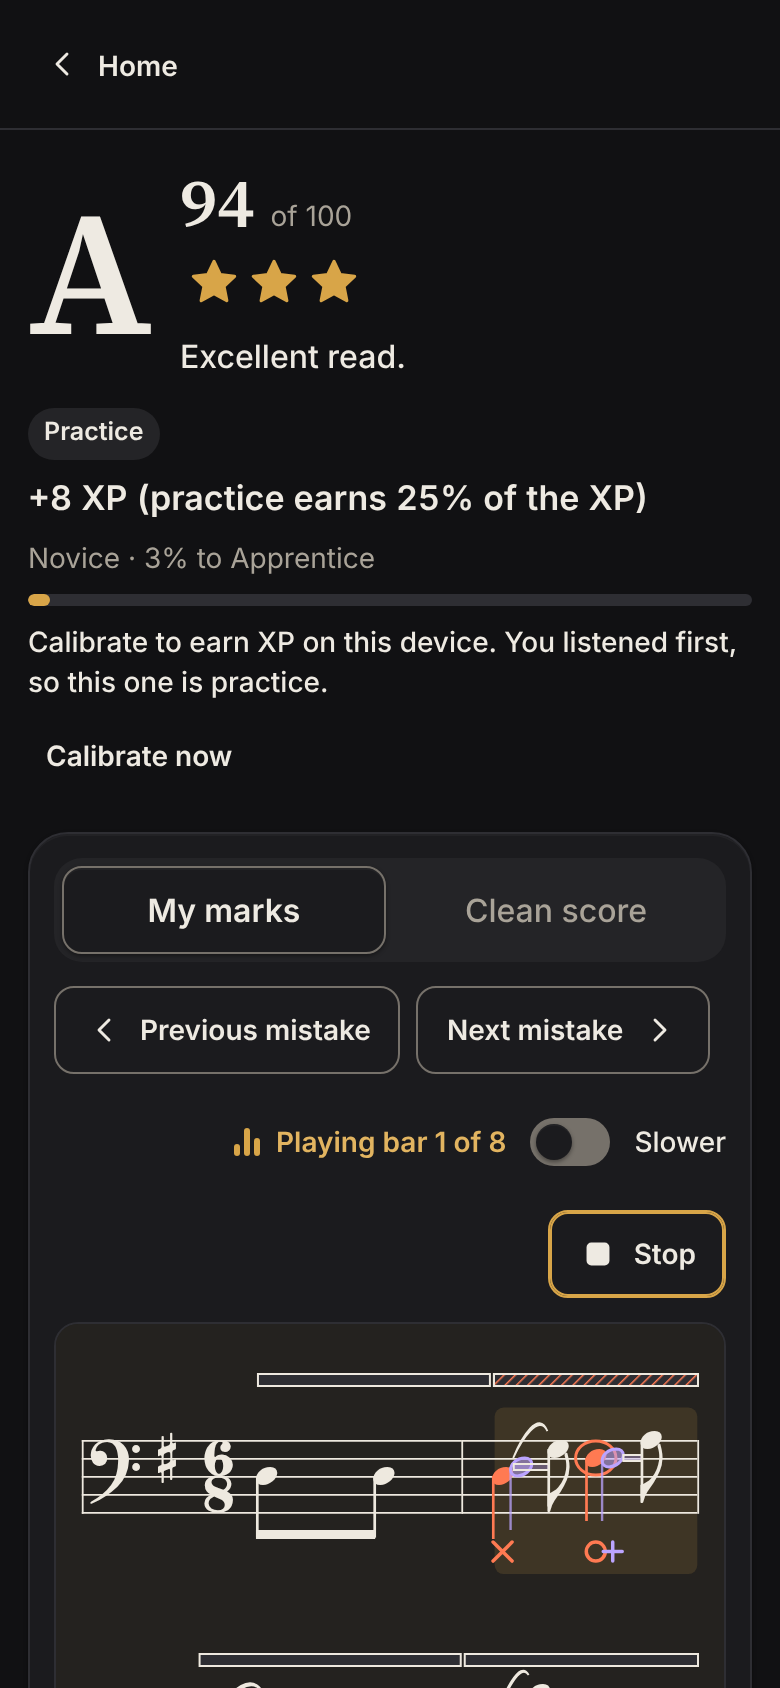 Home
A
94 of 100
Excellent read.
Practice
+8 XP (practice earns 25% of the XP)
Novice · 3% to Apprentice
Calibrate to earn XP on this device. You listened first,
so this one is practice.
Calibrate now
My marks
Clean score
Previous mistake
Next mistake
Playing bar 1 of 8
Slower
Stop
6
8